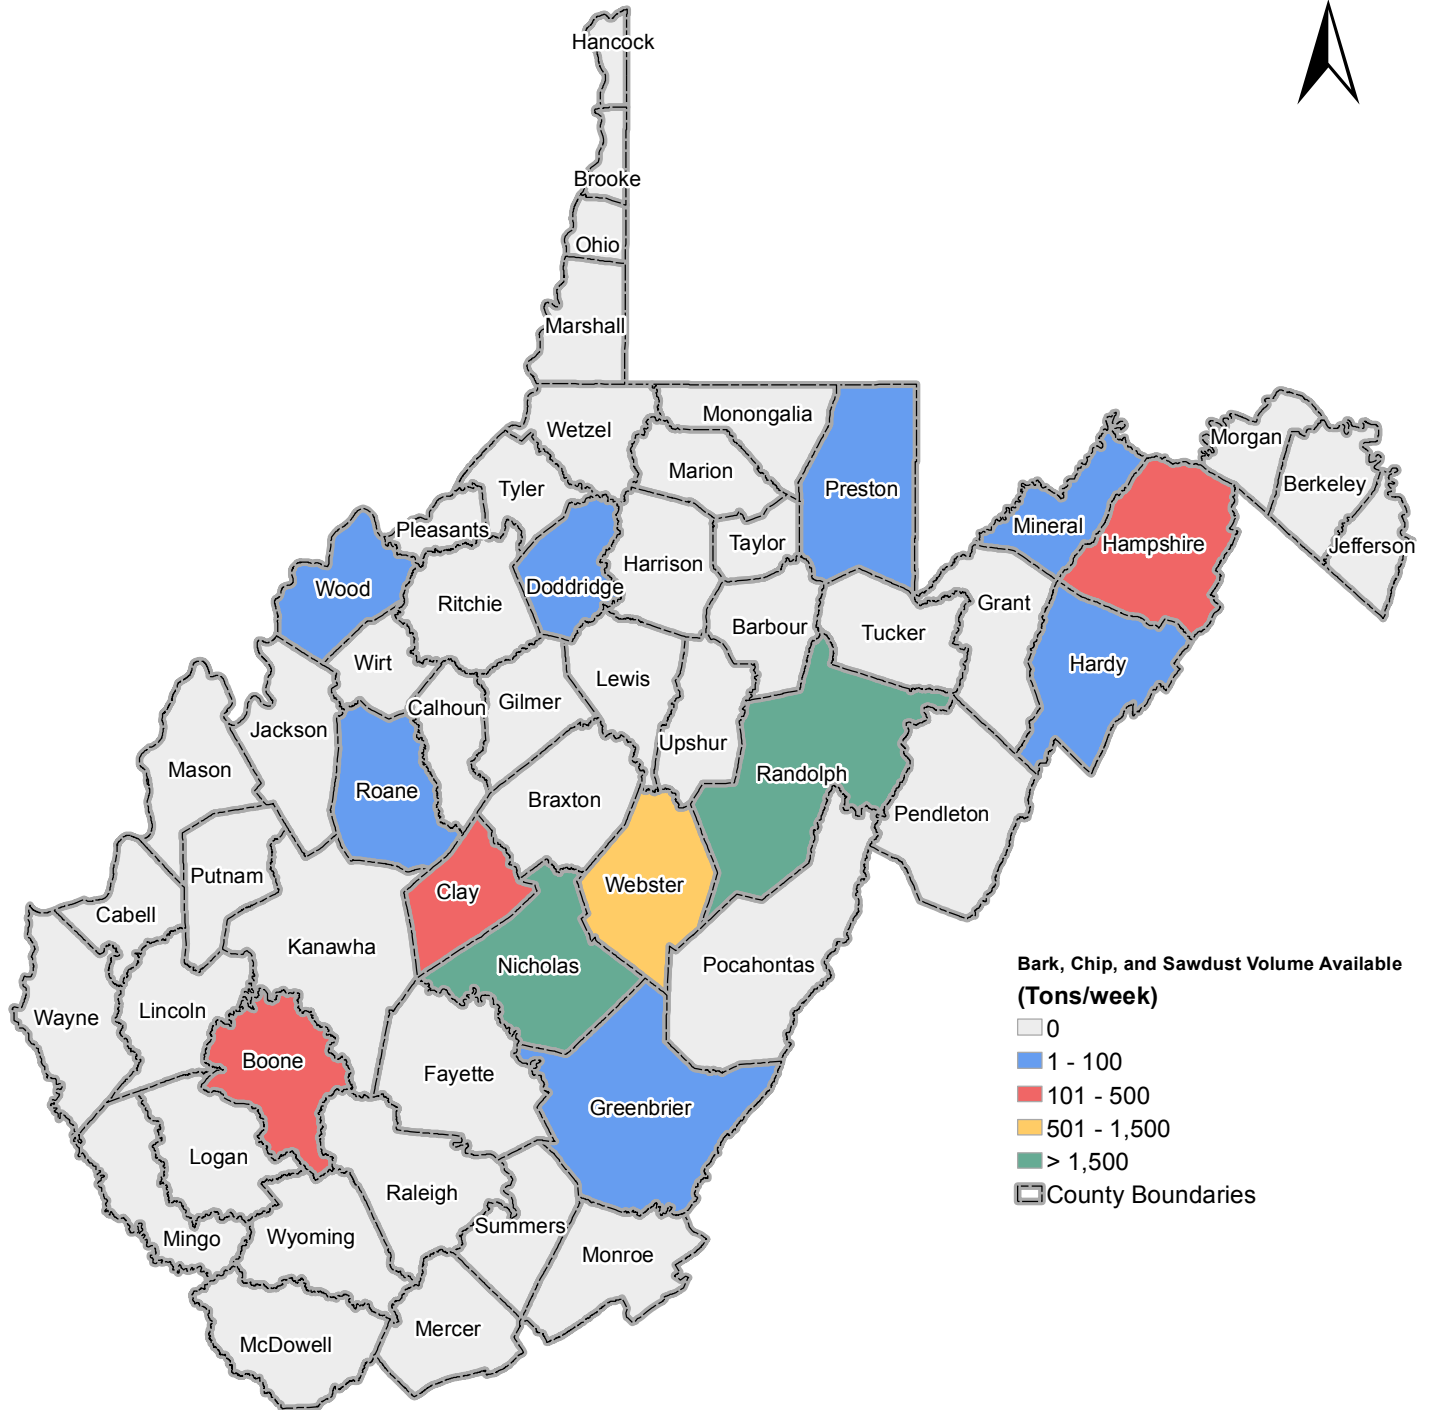 Hancock
Brooke
Ohio
Marshall
Wetzel
Monongalia
Marion
Tyler
Preston
Pleasants
Taylor
Harrison
Doddridge
Wood
Ritchie
Morgan
Berkeley
Mineral
Hampshire
Jefferson
Grant
Barbour
Tucker
Hardy
Wirt
Lewis
Gilmer
Calhoun
Jackson
Upshur
Mason
Randolph
Roane
Braxton
Pendleton
Putnam
Clay
Webster
Cabell
Kanawha
Nicholas
Pocahontas
Lincoln
Wayne
Boone
Fayette
Greenbrier
Logan
Raleigh
Summers
Mingo
Wyoming
Monroe
Mercer
McDowell
Bark, Chip, and Sawdust Volume Available
(Tons/week)
0
1 - 100
101 - 500
501 - 1,500
> 1,500
County Boundaries